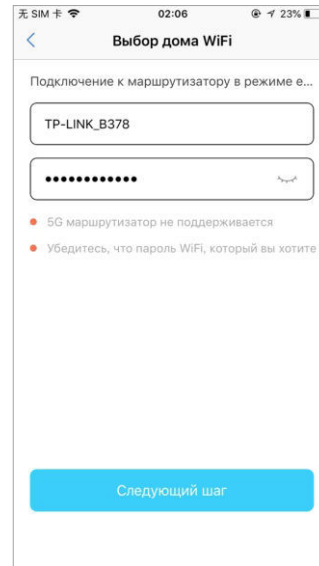 无 SIM 卡 02:06 23%
Выбор дома WiFi
Подключение к маршрутизатору в режиме е...
TP-LINK_B378
••••••••••••
5G маршрутизатор не поддерживается
Убедитесь, что пароль WiFi, который вы хотите
Следующий шаг